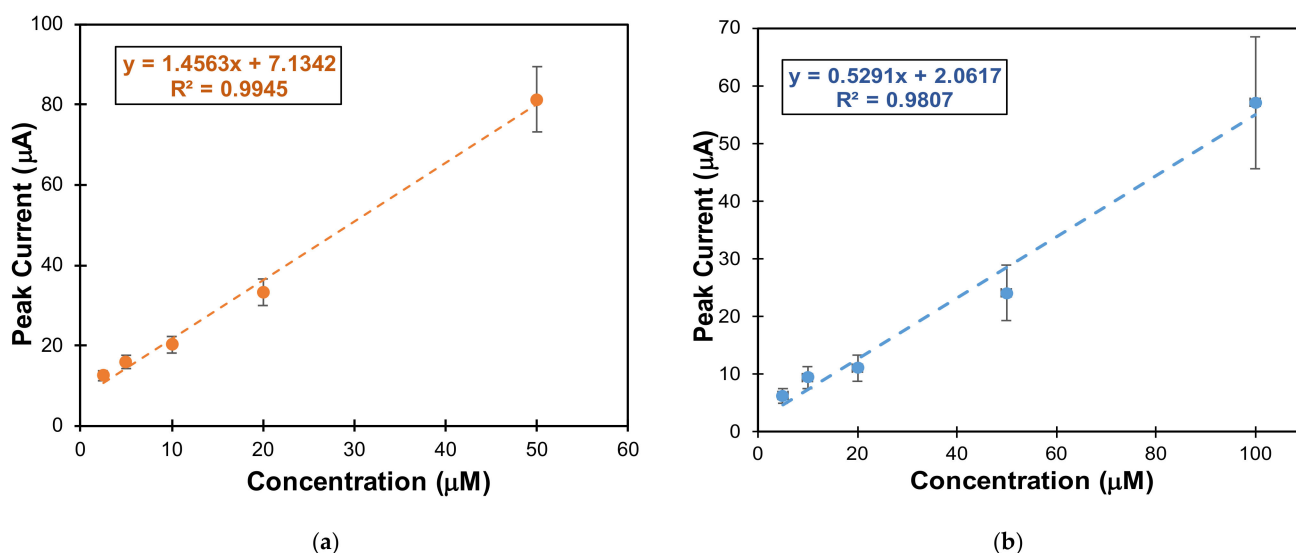 y = 1.4563x + 7.1342
R² = 0.9945
Peak Current (μA)
100
80
60
40
20
0
0 10 20 30 40 50 60
Concentration (μM)
(a)
y = 0.5291x + 2.0617
R² = 0.9807
Peak Current (μA)
70
60
50
40
30
20
10
0
0 20 40 60 80 100
Concentration (μM)
(b)